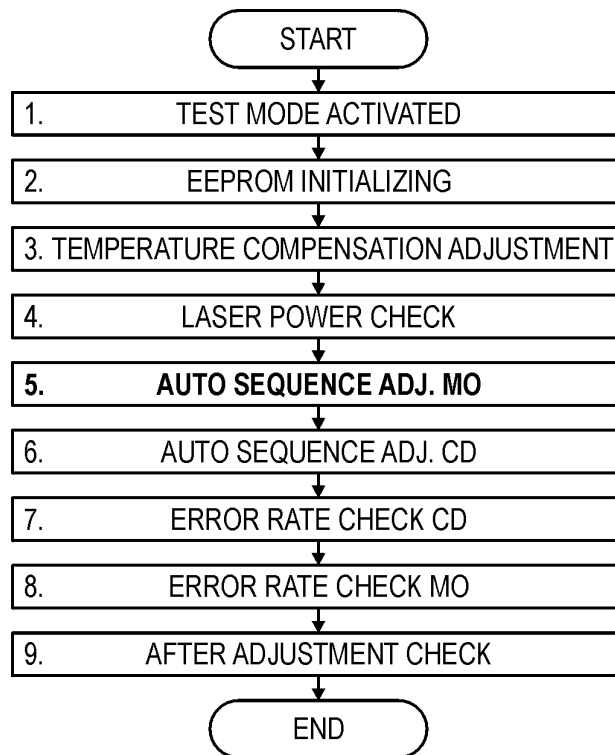 START
1. TEST MODE ACTIVATED
2. EEPROM INITIALIZING
3. TEMPERATURE COMPENSATION ADJUSTMENT
4. LASER POWER CHECK
5. AUTO SEQUENCE ADJ. MO
6. AUTO SEQUENCE ADJ. CD
7. ERROR RATE CHECK CD
8. ERROR RATE CHECK MO
9. AFTER ADJUSTMENT CHECK
END